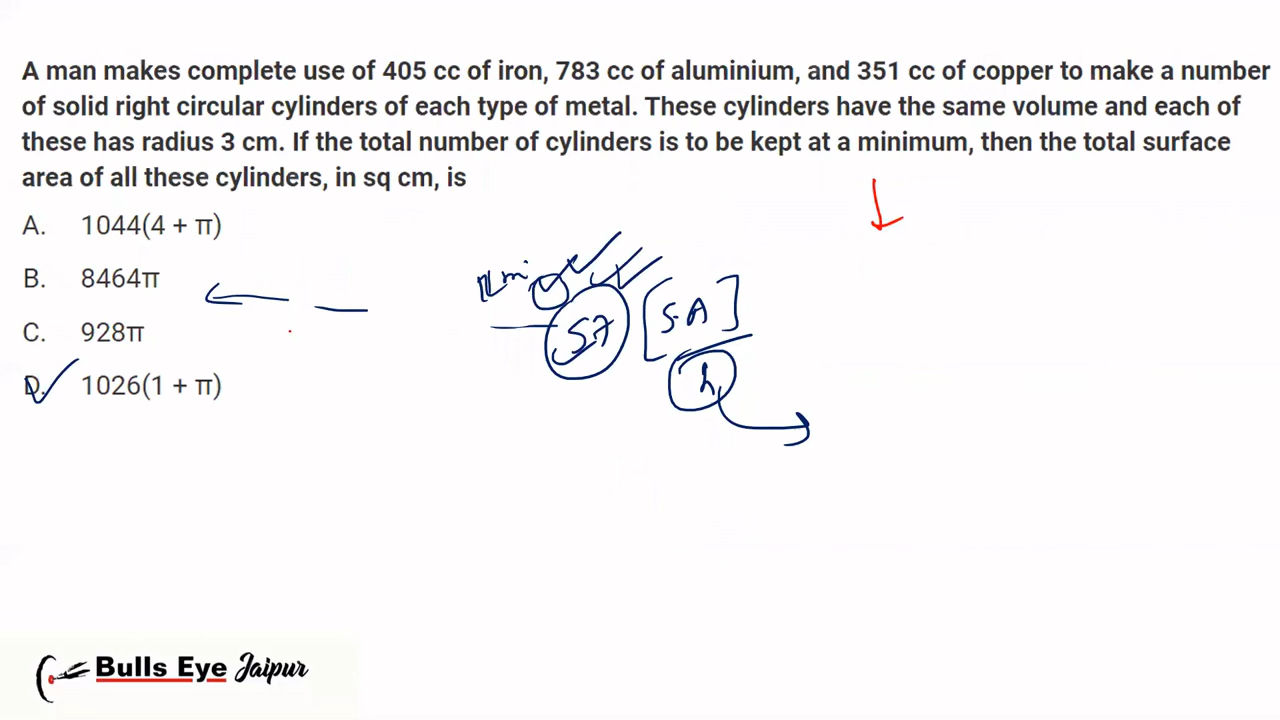 A man makes complete use of 405 cc of iron, 783 cc of aluminium, and 351 cc of copper to make a number
of solid right circular cylinders of each type of metal. These cylinders have the same volume and each of
these has radius 3 cm. If the total number of cylinders is to be kept at a minimum, then the total surface
area of all these cylinders, in sq cm, is
A. 1044(4 + π)
B. 8464π
C. 928π
D. 1026(1 + π)
57 [S.A]
h
Bulls Eye Jaipur